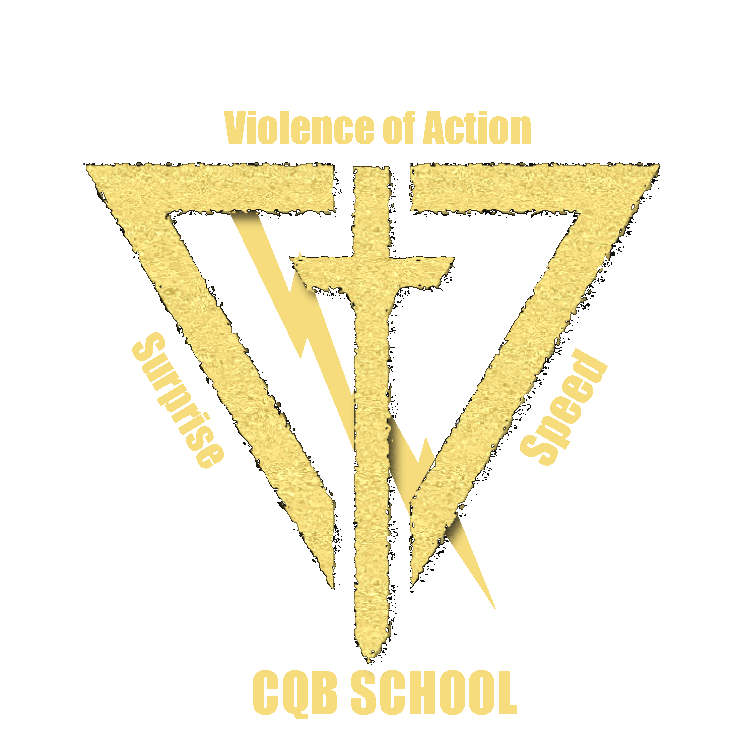 Violence of Action
Surprise
Speed
CQB SCHOOL